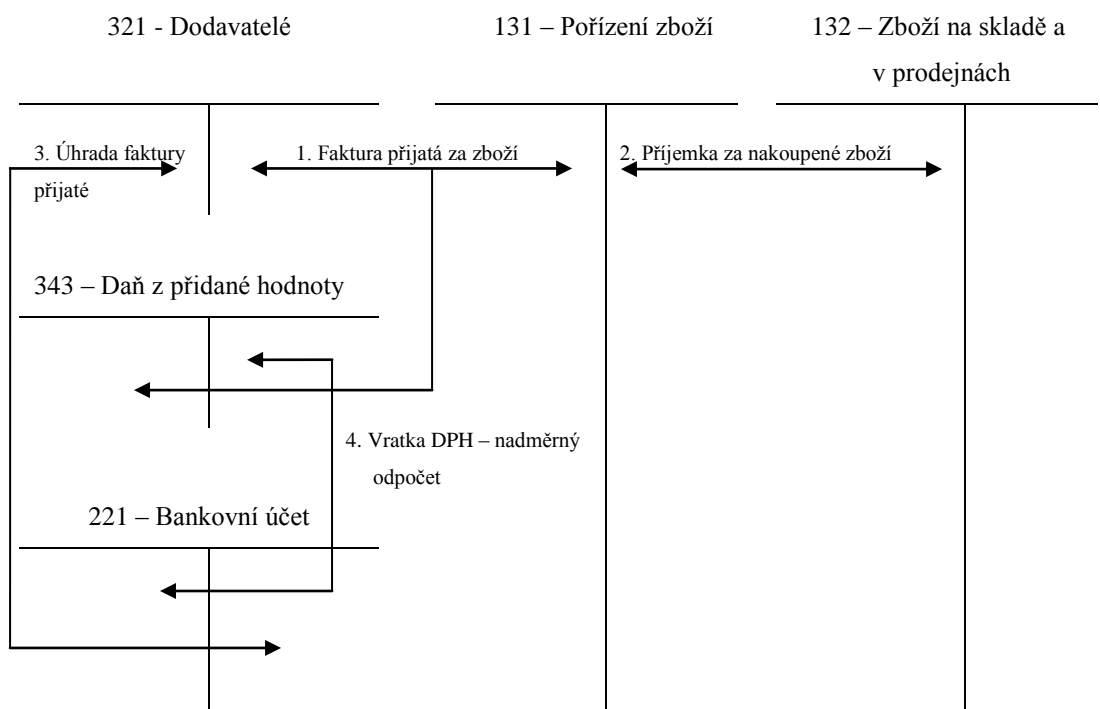 321 - Dodavatelé
131 – Pořízení zboží
132 – Zboží na skladě a
v prodejnách
3. Úhrada faktury
přijaté
1. Faktura přijatá za zboží
2. Příjemka za nakoupené zboží
343 – Daň z přidané hodnoty
4. Vratka DPH – nadměrný
odpočet
221 – Bankovní účet